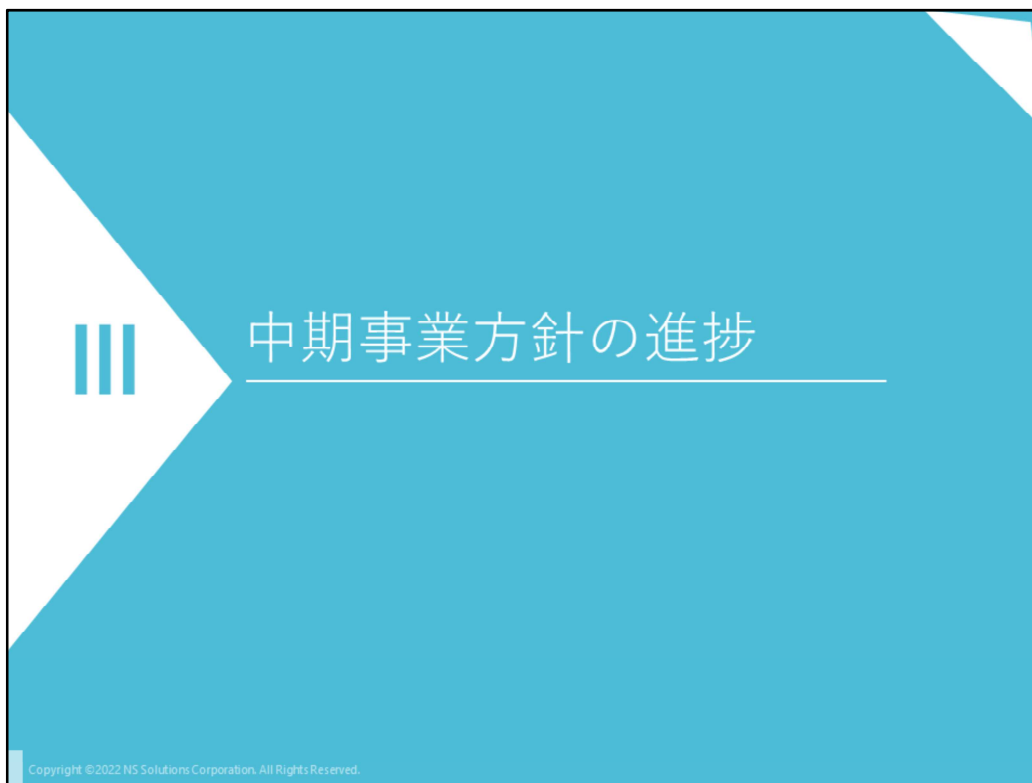 III
中期事業方針の進捗
Copyright ©2022 NS Solutions Corporation. All Rights Reserved.